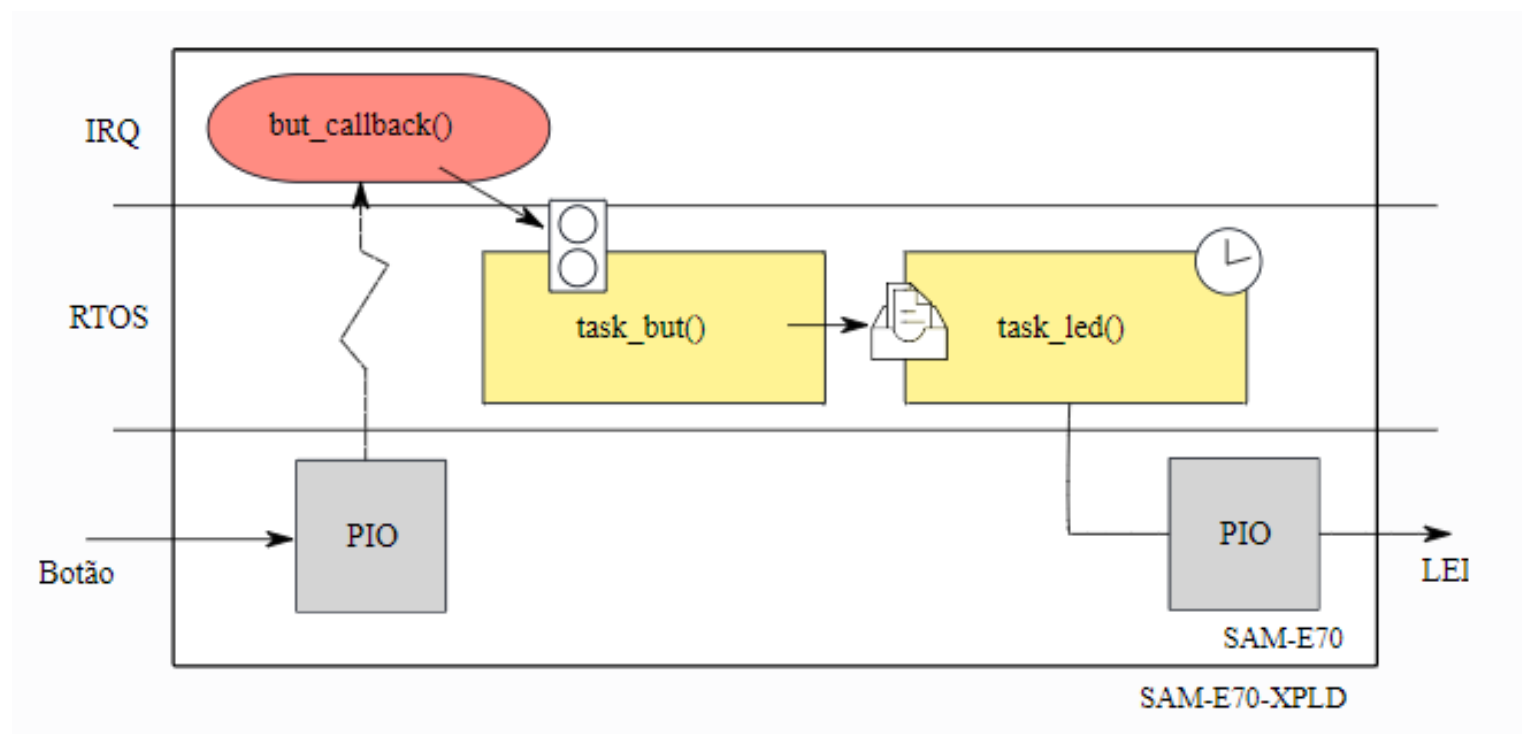 IRQ
but_callback()
RTOS
task_but()
task_led()
PIO
PIO
Botão
LEI
SAM-E70
SAM-E70-XPLD